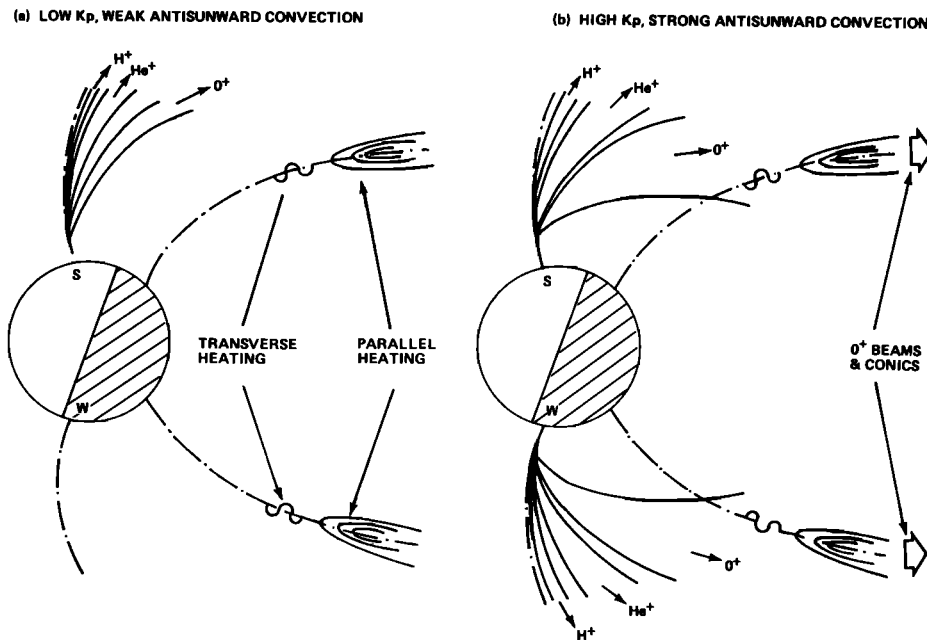 (a) LOW Kp, WEAK ANTISUNWARD CONVECTION
H+
He+
0+
S
W
TRANSVERSE
HEATING
PARALLEL
HEATING
(b) HIGH Kp, STRONG ANTISUNWARD CONVECTION
H+
He+
0+
S
W
0+ BEAMS
& CONICS
0+
He+
H+